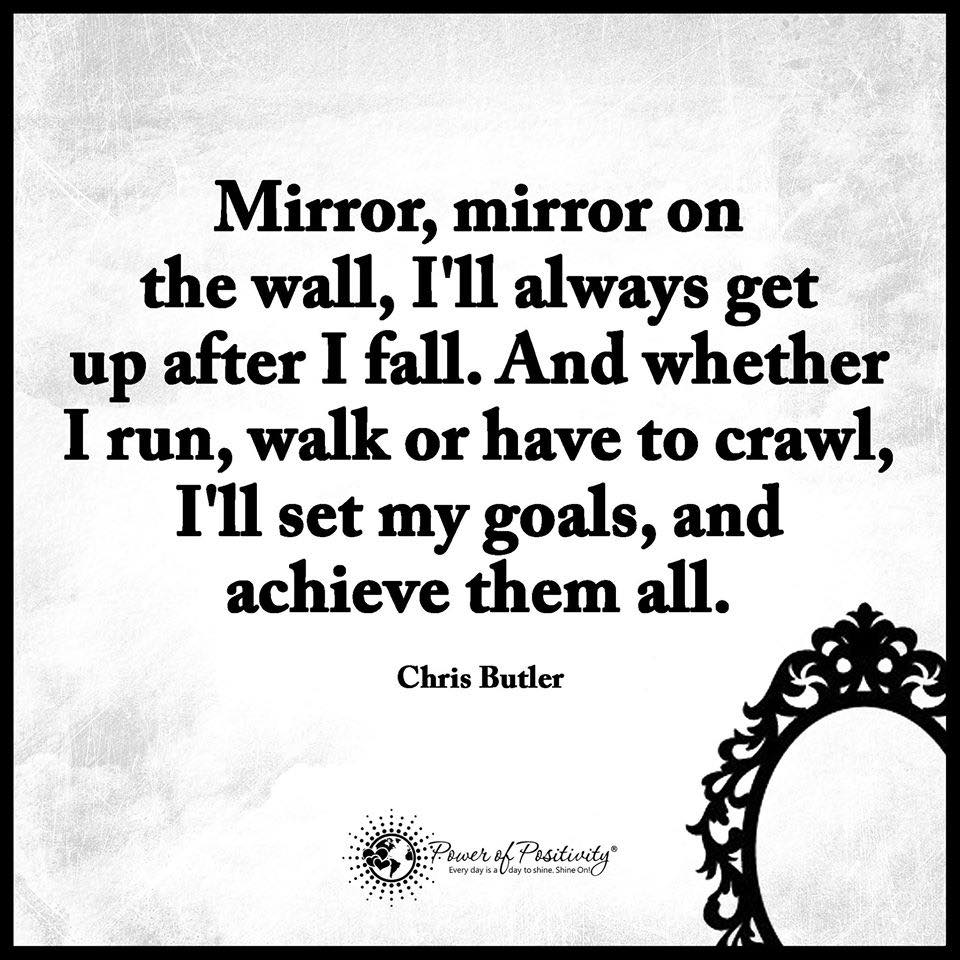 Mirror, mirror on
the wall, I'll always get
up after I fall. And whether
I run, walk or have to crawl,
I'll set my goals, and
achieve them all.
Chris Butler
Power of Positivity®
Every day is a day to shine. Shine On!